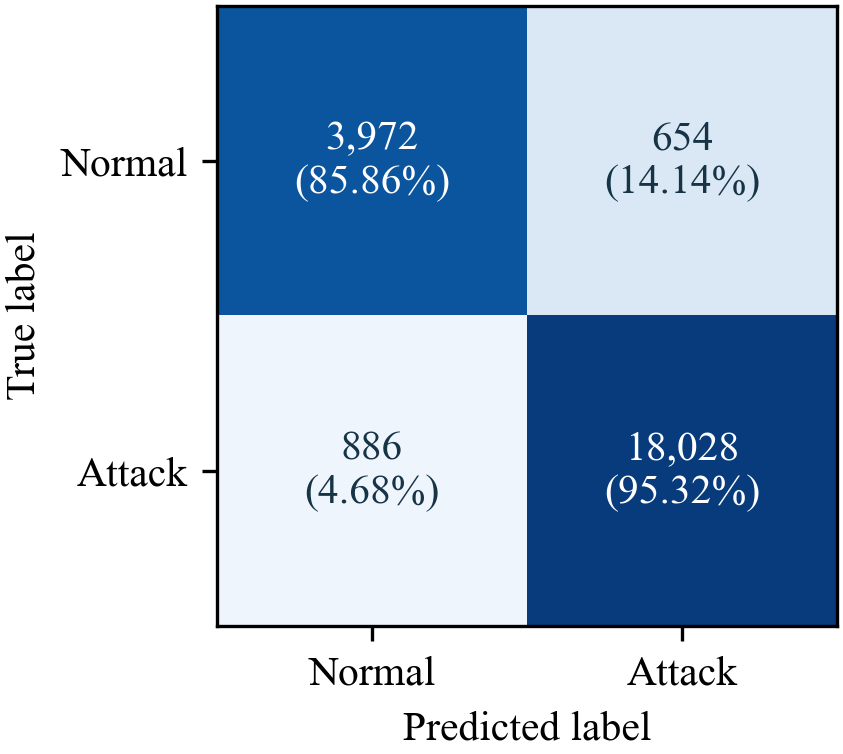 3,972
(85.86%)
654
(14.14%)
Normal
True label
886
(4.68%)
18,028
(95.32%)
Attack
Normal
Attack
Predicted label